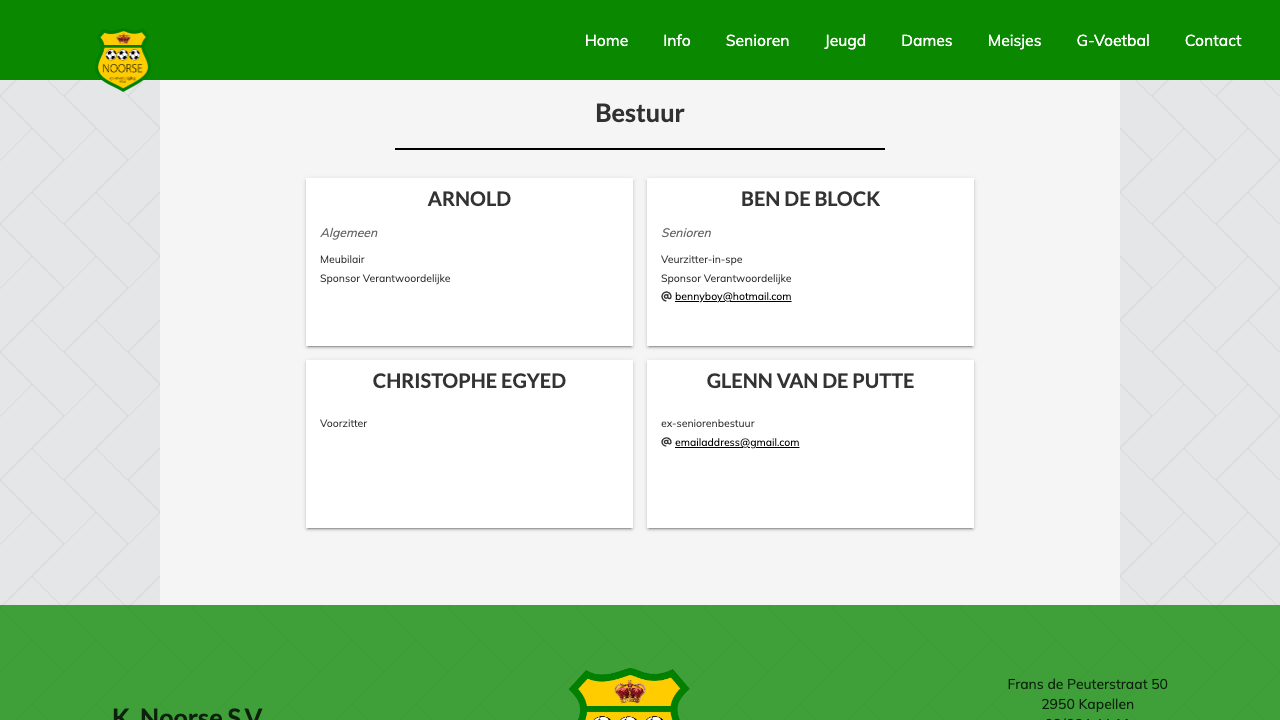 NOORSE
Home Info Senioren Jeugd Dames Meisjes G-Voetbal Contact
Bestuur
ARNOLD
Algemeen
Meubilair
Sponsor Verantwoordelijke
BEN DE BLOCK
Senioren
Veurzitter-in-spe
Sponsor Verantwoordelijke
@ bennyboy@hotmail.com
CHRISTOPHE EGYED
Voorzitter
GLENN VAN DE PUTTE
ex-seniorenbestuur
@ emailaddress@gmail.com
K. Noorse S.V.
Frans de Peuterstraat 50
2950 Kapellen